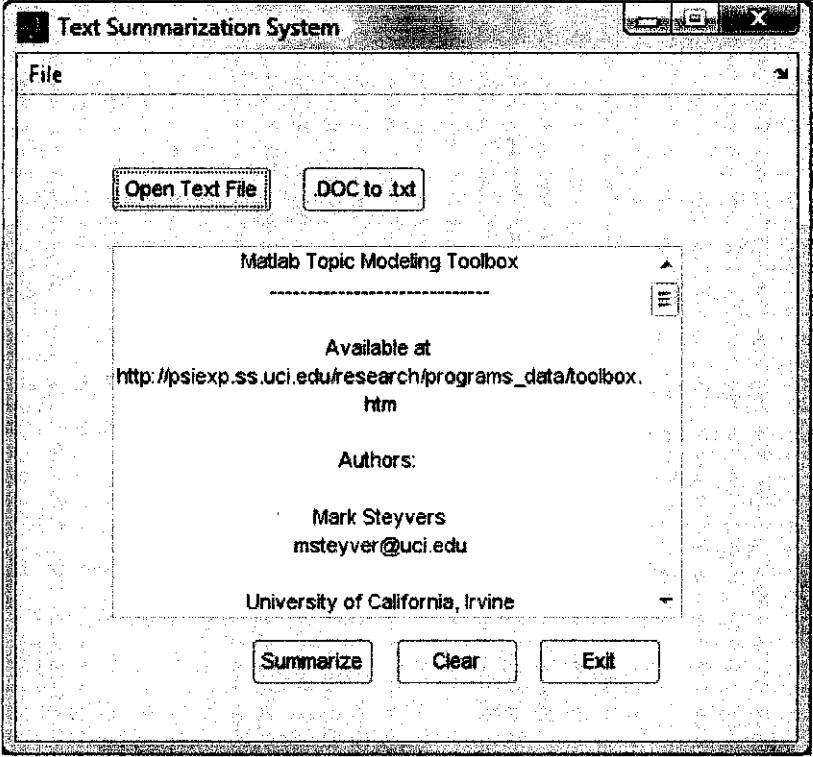 Text Summarization System
File
Open Text File
.DOC to .txt
Matlab Topic Modeling Toolbox
-----------------------------
Available at
http://psiexp.ss.uci.edu/research/programs_data/toolbox.
htm
Authors:
Mark Steyvers
msteyver@uci.edu
University of California, Irvine
Summarize
Clear
Exit